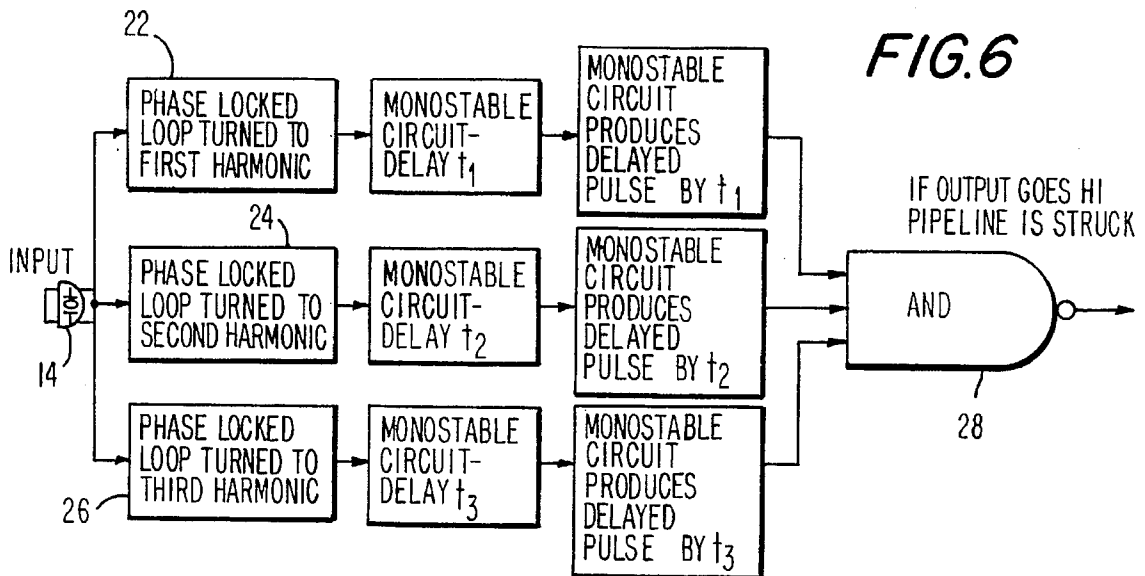 FIG.6
22
PHASE LOCKED
LOOP TURNED TO
FIRST HARMONIC
MONOSTABLE
CIRCUIT-
DELAY t1
MONOSTABLE
CIRCUIT
PRODUCES
DELAYED
PULSE BY t1
IF OUTPUT GOES HI
PIPELINE IS STRUCK
INPUT
14
24
PHASE LOCKED
LOOP TURNED TO
SECOND HARMONIC
MONOSTABLE
CIRCUIT-
DELAY t2
MONOSTABLE
CIRCUIT
PRODUCES
DELAYED
PULSE BY t2
AND
28
26
PHASE LOCKED
LOOP TURNED TO
THIRD HARMONIC
MONOSTABLE
CIRCUIT-
DELAY t3
MONOSTABLE
CIRCUIT
PRODUCES
DELAYED
PULSE BY t3